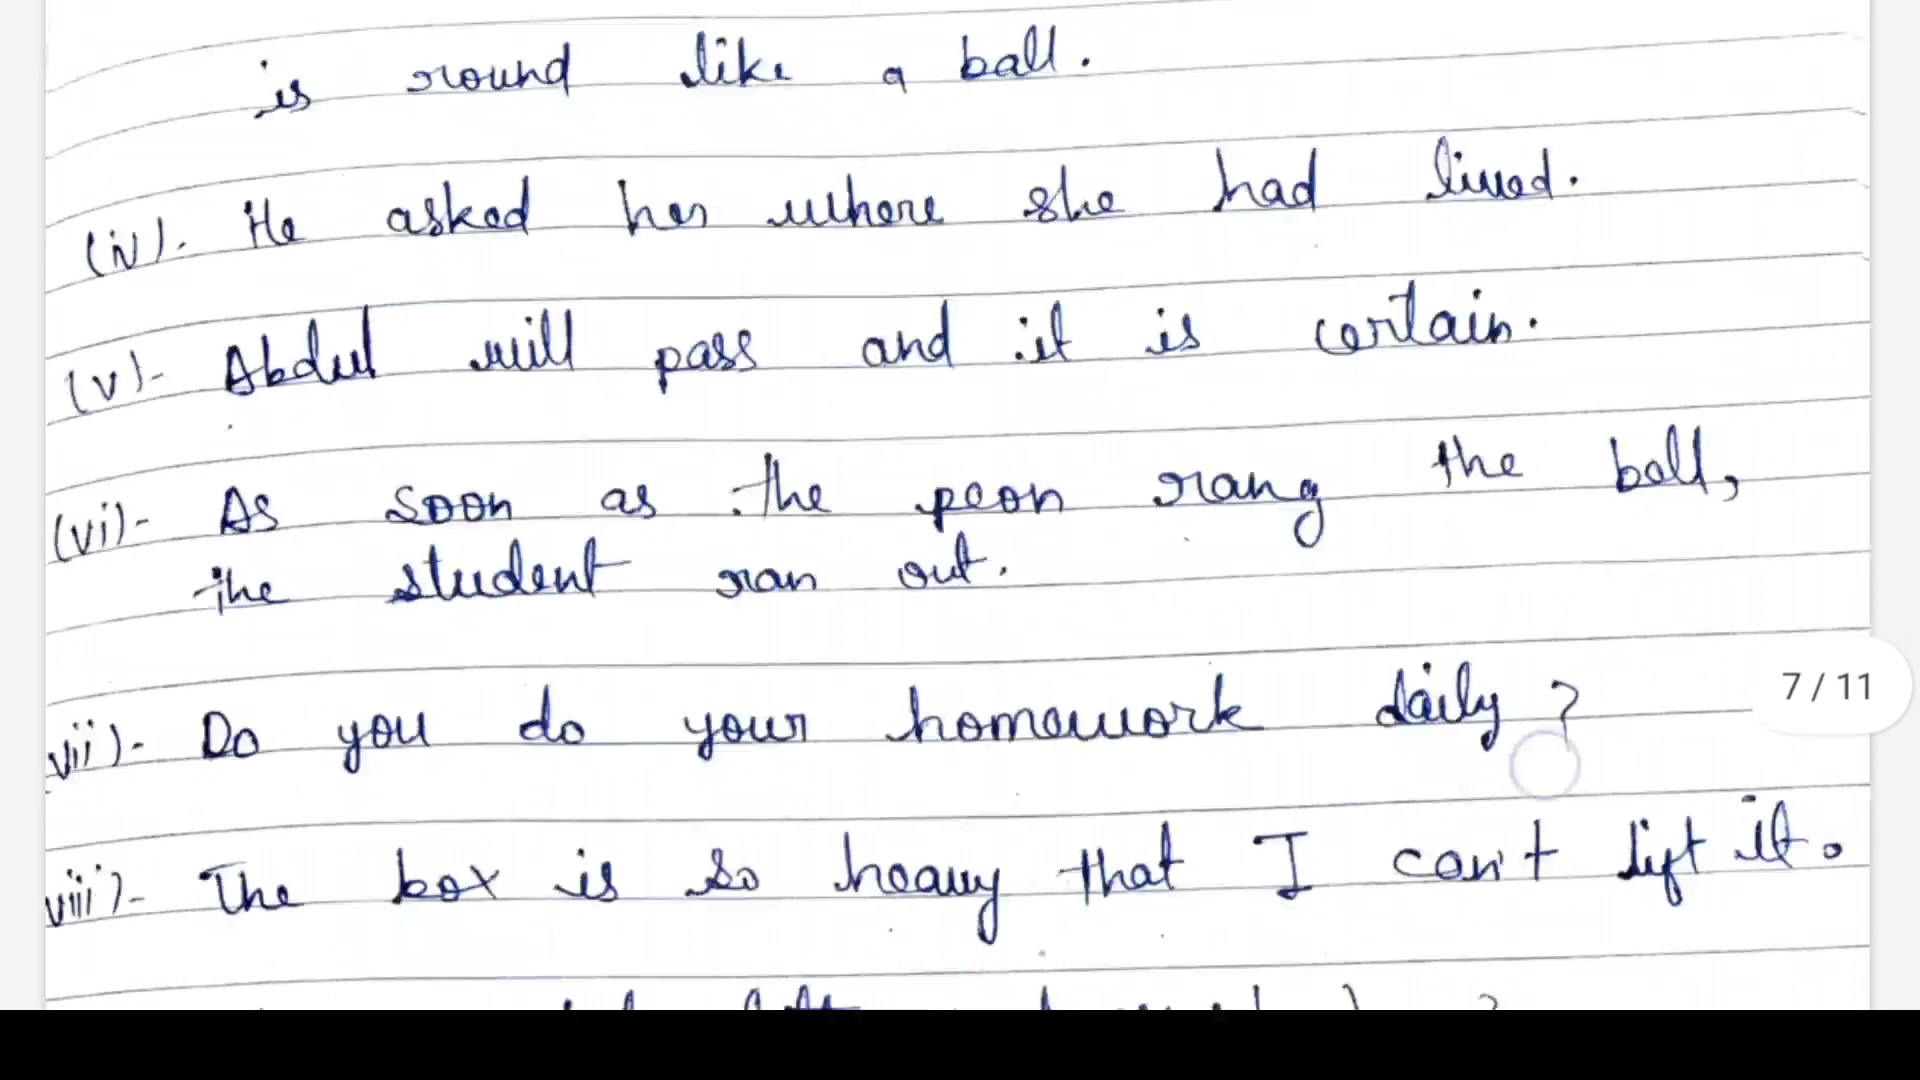 is round like a ball.
(iv). He asked her where she had lived.
(v)- Abdul will pass and it is certain.
(vi)- As soon as the peon rang the bell,
the student ran out.
vii)- Do you do your homework daily?
7 / 11
viii)- The box is so heavy that I can't lift it.